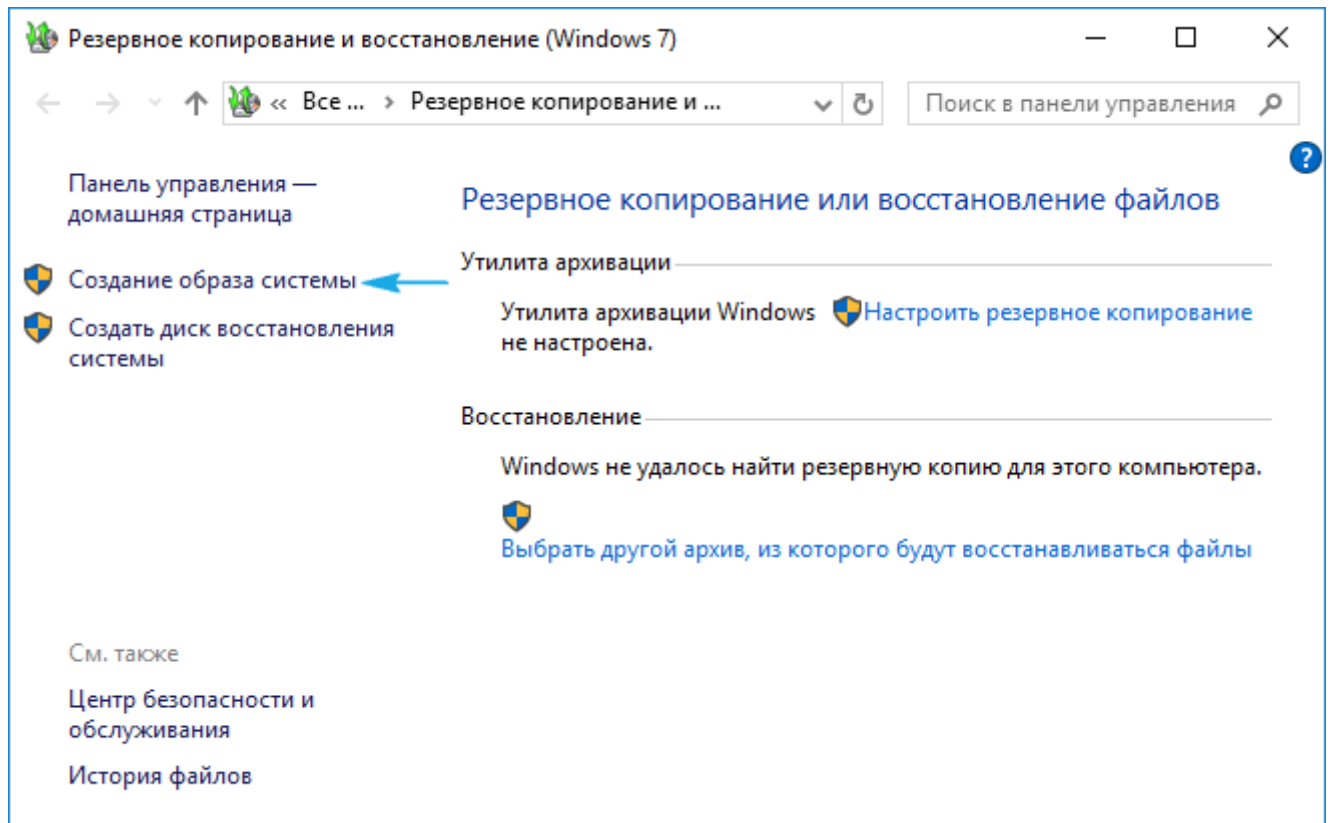 Резервное копирование и восстановление (Windows 7)
« Все ... › Резервное копирование и ...
Поиск в панели управления
?
Панель управления —
домашняя страница
Резервное копирование или восстановление файлов
Создание образа системы
Утилита архивации
Создать диск восстановления
системы
Утилита архивации Windows
не настроена.
Настроить резервное копирование
Восстановление
Windows не удалось найти резервную копию для этого компьютера.
Выбрать другой архив, из которого будут восстанавливаться файлы
См. также
Центр безопасности и
обслуживания
История файлов